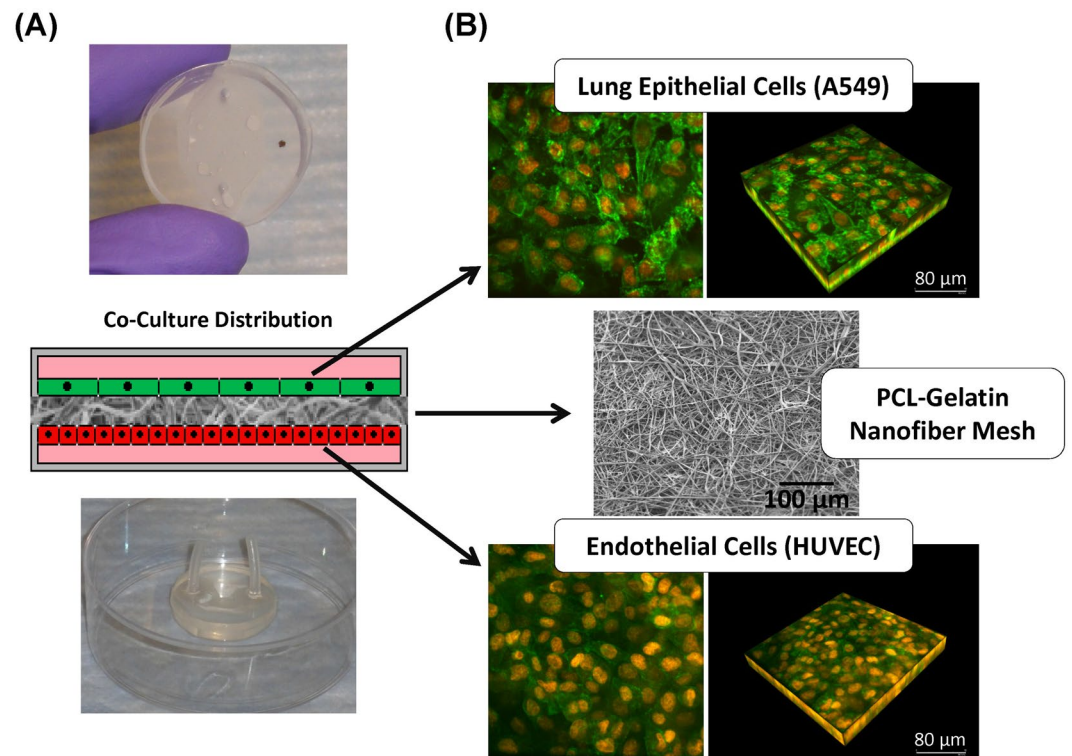 (A)
(B)
Lung Epithelial Cells (A549)
80 µm
Co-Culture Distribution
PCL-Gelatin
Nanofiber Mesh
100 µm
Endothelial Cells (HUVEC)
80 µm